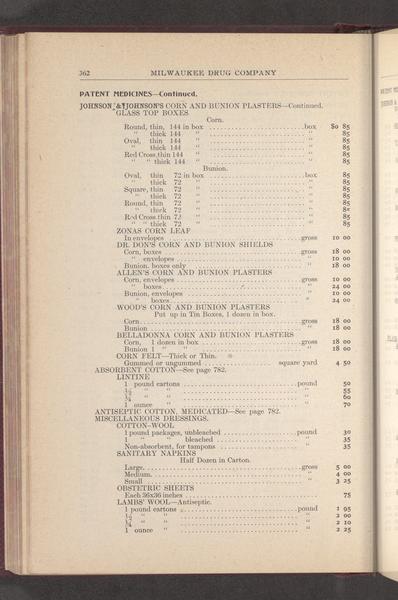 362 MILWAUKEE DRUG COMPANY
PATENT MEDICINES—Continued.
JOHNSON & JOHNSON'S CORN AND BUNION PLASTERS—Continued.
GLASS TOP BOXES
Corn.
Round, thin, 144 in box box $0 85
" thick 144 " " 85
Oval, thin 144 " " 85
" thick 144 " " 85
Red Cross thin 144 " " 85
" " thick 144 " " 85
Bunion.
Oval, thin 72 in box box 85
" thick 72 " " 85
Square, thin 72 " " 85
" thick 72 " " 85
Round, thin 72 " " 85
" thick 72 " " 85
Red Cross thin 72 " " 85
" " thick 72 " " 85
ZONAS CORN LEAF
In envelopes gross 10 00
DR. DON'S CORN AND BUNION SHIELDS
Corn, boxes gross 18 00
" envelopes " 10 00
Bunion, boxes only " 18 00
ALLEN'S CORN AND BUNION PLASTERS
Corn, envelopes gross 10 00
" boxes " 24 00
Bunion, envelopes " 10 00
" boxes " 24 00
WOOD'S CORN AND BUNION PLASTERS
Put up in Tin Boxes, 1 dozen in box.
Corn gross 18 00
Bunion " 18 00
BELLADONNA CORN AND BUNION PLASTERS
Corn, 1 dozen in box gross 18 00
Bunion 1 " " " 18 00
CORN FELT—Thick or Thin.
Gummed or ungummed square yard 4 50
ABSORBENT COTTON—See page 782.
LINTINE
1 pound cartons pound 50
½ " " " 55
¼ " " " 60
1 ounce " " 70
ANTISEPTIC COTTON, MEDICATED—See page 782.
MISCELLANEOUS DRESSINGS.
COTTON-WOOL
1 pound packages, unbleached pound 30
1 " " bleached " 35
Non-absorbent, for tampons " 35
SANITARY NAPKINS
Half Dozen in Carton.
Large gross 5 00
Medium " 4 00
Small " 3 25
OBSTETRIC SHEETS
Each 36x36 inches 75
LAMBS' WOOL—Antiseptic.
1 pound cartons pound 1 95
½ " " " 2 00
¼ " " " 2 10
1 ounce " " 2 25